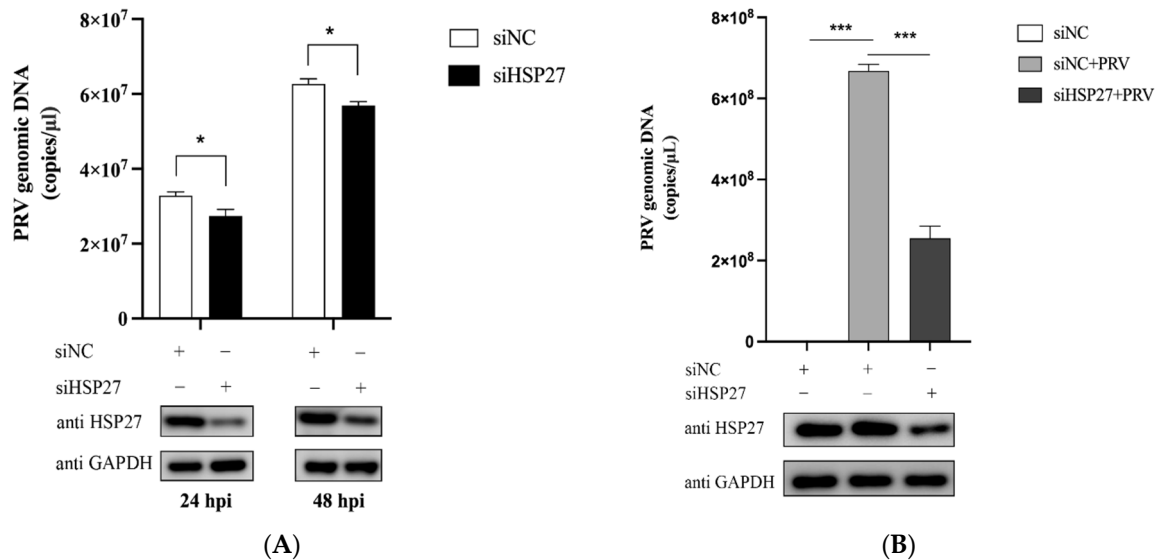 8×10⁷
6×10⁷
4×10⁷
2×10⁷
0
PRV genomic DNA
(copies/μl)
*
*
siNC
siHSP27
siNC + − + −
siHSP27 − + − +
anti HSP27
anti GAPDH
24 hpi 48 hpi
(A)
8×10⁸
6×10⁸
4×10⁸
2×10⁸
0
PRV genomic DNA
(copies/μL)
*** ***
siNC
siNC+PRV
siHSP27+PRV
siNC + + −
siHSP27 − − +
anti HSP27
anti GAPDH
(B)